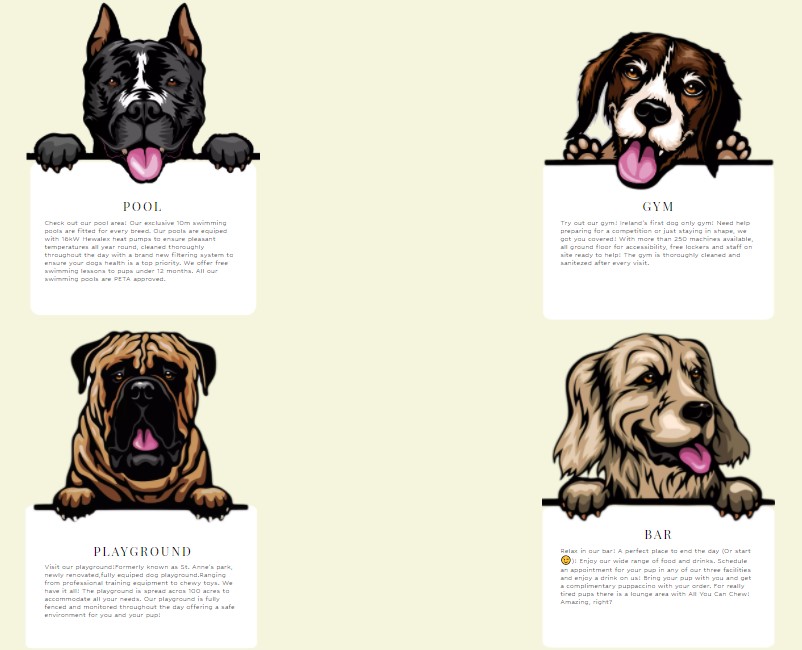 POOL
Check out our pool area! Our exclusive 10m swimming
pools are fitted for every breed. Our pools are equiped
with 16kW Hewalex heat pumps to ensure pleasant
temperatures all year round, cleaned thoroughly
throughout the day with a brand new filtering system to
ensure your dogs health is a top priority. We offer free
swimming lessons to pups under 12 months. All our
swimming pools are PETA approved.
GYM
Try out our gym! Ireland's first dog only gym! Need help
preparing for a competition or just staying in shape, we
got you covered! With more than 250 machines available,
all ground floor for accessibility, free lockers and staff on
site ready to help! The gym is thoroughly cleaned and
sanitezed after every visit.
PLAYGROUND
Visit our playground!Formerly known as St. Anne's park,
newly renovated,fully equiped dog playground.Ranging
from professional training equipment to chewy toys. We
have it all! The playground is spread acros 100 acres to
accommodate all your needs. Our playground is fully
fenced and monitored throughout the day offering a safe
environment for you and your pup!
BAR
Relax in our bar! A perfect place to end the day (Or start
😉)! Enjoy our wide range of food and drinks. Schedule
an appointment for your pup in any of our three facilities
and enjoy a drink on us! Bring your pup with you and get
a complimentary puppaccino with your order. For really
tired pups there is a lounge area with All You Can Chew!
Amazing, right?